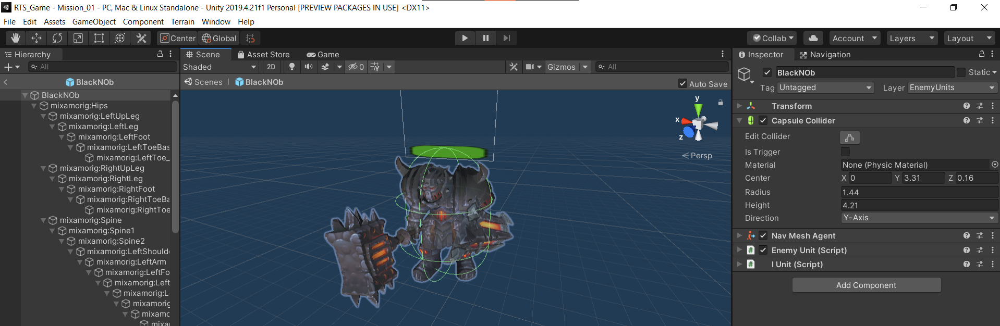 RTS_Game - Mission_01 - PC, Mac & Linux Standalone - Unity 2019.4.21f1 Personal [PREVIEW PACKAGES IN USE] <DX11>
File Edit Assets GameObject Component Terrain Window Help
Center Global Collab Account Layers Layout
Hierarchy
All
BlackNOb
BlackNOb
mixamorig:Hips
mixamorig:LeftUpLeg
mixamorig:LeftLeg
mixamorig:LeftFoot
mixamorig:LeftToeBas
mixamorig:LeftToe_
mixamorig:RightUpLeg
mixamorig:RightLeg
mixamorig:RightFoot
mixamorig:RightToeBa
mixamorig:RightToe
mixamorig:Spine
mixamorig:Spine1
mixamorig:Spine2
mixamorig:LeftShould
mixamorig:LeftArm
mixamorig:LeftFo
mixamorig:Left
mixamorig:L
mixamorig
mixamo
mixa
Scene Asset Store Game
Shaded 2D 0 Gizmos All
Scenes BlackNOb Auto Save
y
x
z
Persp
Inspector Navigation
BlackNOb Static
Tag Untagged Layer EnemyUnits
Transform
Capsule Collider
Edit Collider
Is Trigger
Material None (Physic Material)
Center X 0 Y 3.31 Z 0.16
Radius 1.44
Height 4.21
Direction Y-Axis
Nav Mesh Agent
Enemy Unit (Script)
I Unit (Script)
Add Component